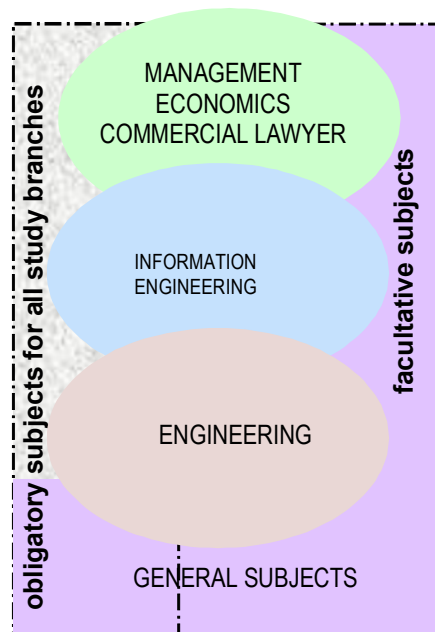 MANAGEMENT
ECONOMICS
COMMERCIAL LAWYER
INFORMATION
ENGINEERING
ENGINEERING
GENERAL SUBJECTS
obligatory subjects for all study branches
facultative subjects